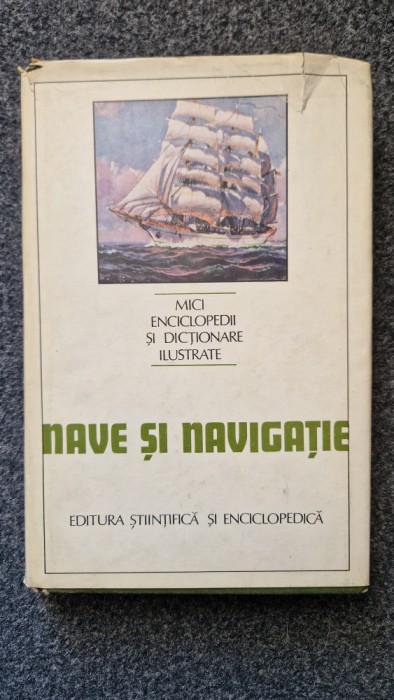 MICI
ENCICLOPEDII
ȘI DICȚIONARE
ILUSTRATE
NAVE ȘI NAVIGAȚIE
EDITURA ȘTIINȚIFICĂ ȘI ENCICLOPEDICĂ